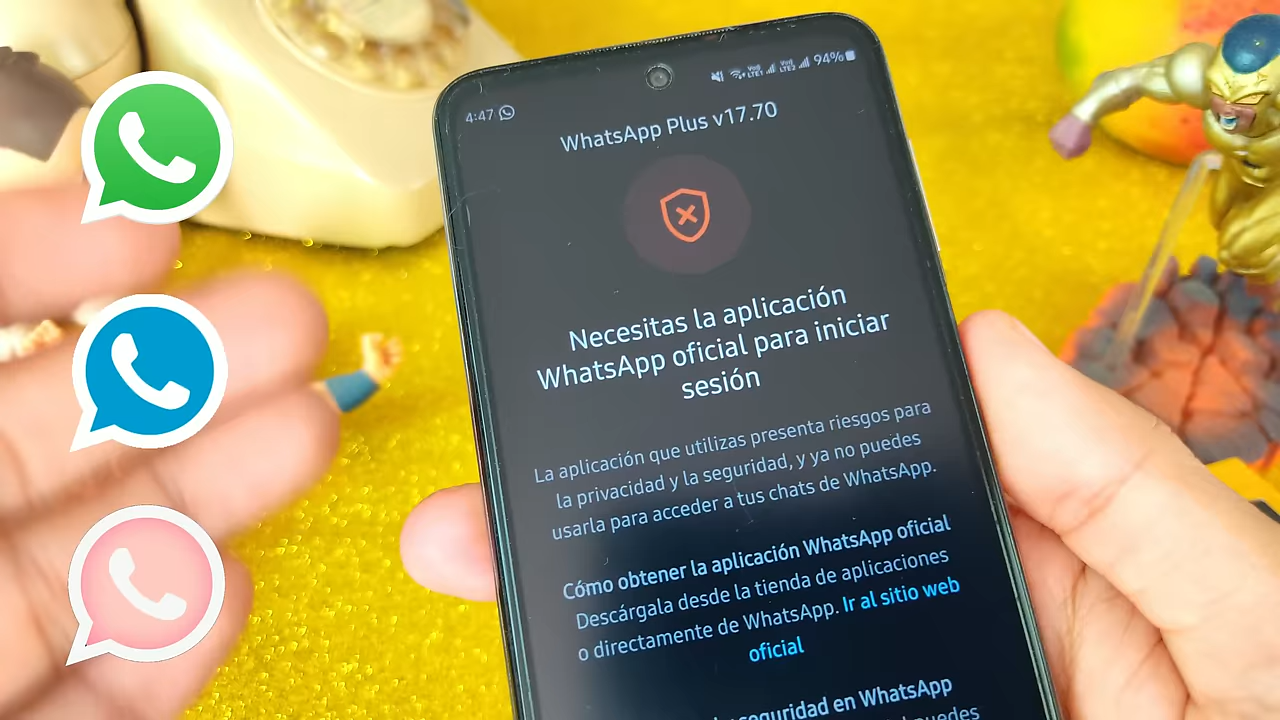 4:47
94%
WhatsApp Plus v17.70
Necesitas la aplicación
WhatsApp oficial para iniciar
sesión
La aplicación que utilizas presenta riesgos para
la privacidad y la seguridad, y ya no puedes
usarla para acceder a tus chats de WhatsApp.
Cómo obtener la aplicación WhatsApp oficial
Descárgala desde la tienda de aplicaciones
o directamente de WhatsApp. Ir al sitio web
oficial
seguridad en WhatsApp
puedes